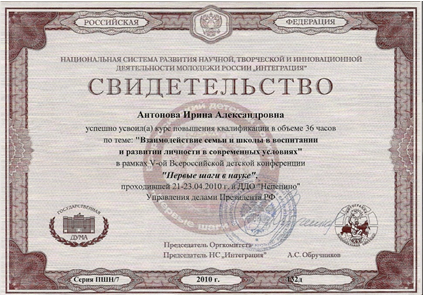 РОССИЙСКАЯ ФЕДЕРАЦИЯ
НАЦИОНАЛЬНАЯ СИСТЕМА РАЗВИТИЯ НАУЧНОЙ, ТВОРЧЕСКОЙ И ИННОВАЦИОННОЙ
ДЕЯТЕЛЬНОСТИ МОЛОДЕЖИ РОССИИ „ИНТЕГРАЦИЯ"
СВИДЕТЕЛЬСТВО
Антонова Ирина Александровна
успешно усвоил(а) курс повышения квалификации в объеме 36 часов
по теме: "Взаимодействие семьи и школы в воспитании
и развитии личности в современных условиях"
в рамках V-ой Всероссийской детской конференции
"Первые шаги в науке",
проходившей 21-23.04 2010 г. в ДДО "Непецино"
Управления делами Президента РФ
ГОСУДАРСТВЕННАЯ
ДУМА
Председатель Оргкомитета
Председатель НС „Интеграция" А.С. Обручников
Серия ПШН/7 2010 г. 152д